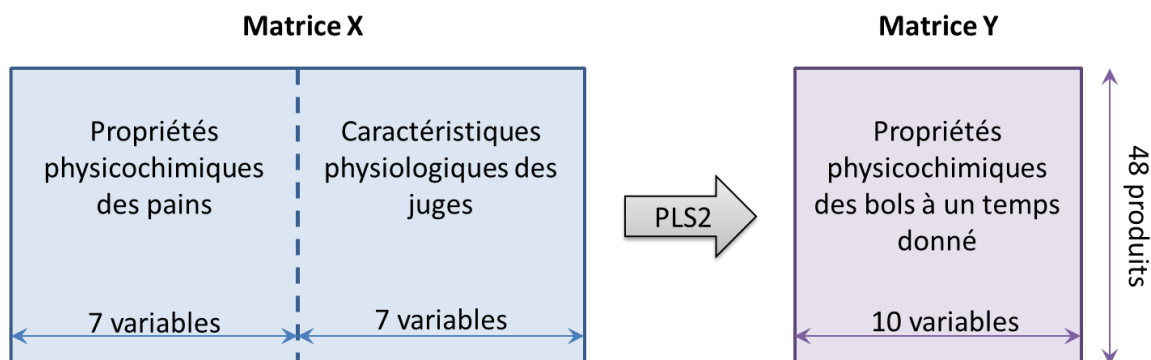 Matrice X
Matrice Y
Propriétés
physicochimiques
des pains
Caractéristiques
physiologiques des
juges
PLS2
Propriétés
physicochimiques
des bols à un temps
donné
48 produits
7 variables
7 variables
10 variables